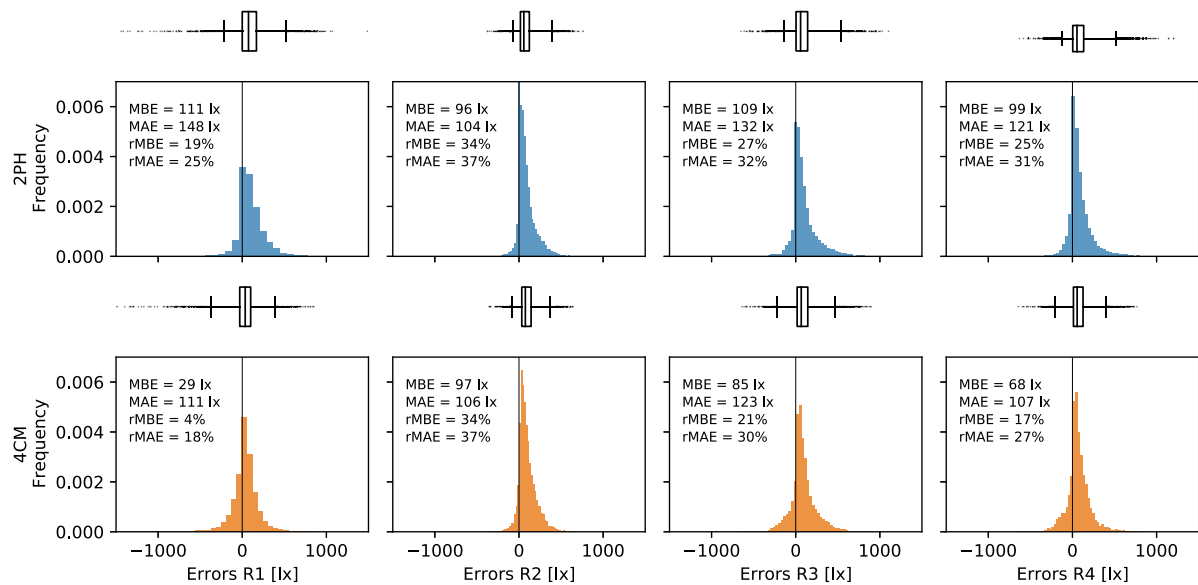 MBE = 111 lx
MAE = 148 lx
rMBE = 19%
rMAE = 25%
MBE = 96 lx
MAE = 104 lx
rMBE = 34%
rMAE = 37%
MBE = 109 lx
MAE = 132 lx
rMBE = 27%
rMAE = 32%
MBE = 99 lx
MAE = 121 lx
rMBE = 25%
rMAE = 31%
2PH
Frequency
0.006
0.004
0.002
0.000
MBE = 29 lx
MAE = 111 lx
rMBE = 4%
rMAE = 18%
MBE = 97 lx
MAE = 106 lx
rMBE = 34%
rMAE = 37%
MBE = 85 lx
MAE = 123 lx
rMBE = 21%
rMAE = 30%
MBE = 68 lx
MAE = 107 lx
rMBE = 17%
rMAE = 27%
4CM
Frequency
0.006
0.004
0.002
0.000
−1000 0 1000
−1000 0 1000
−1000 0 1000
−1000 0 1000
Errors R1 [lx]
Errors R2 [lx]
Errors R3 [lx]
Errors R4 [lx]